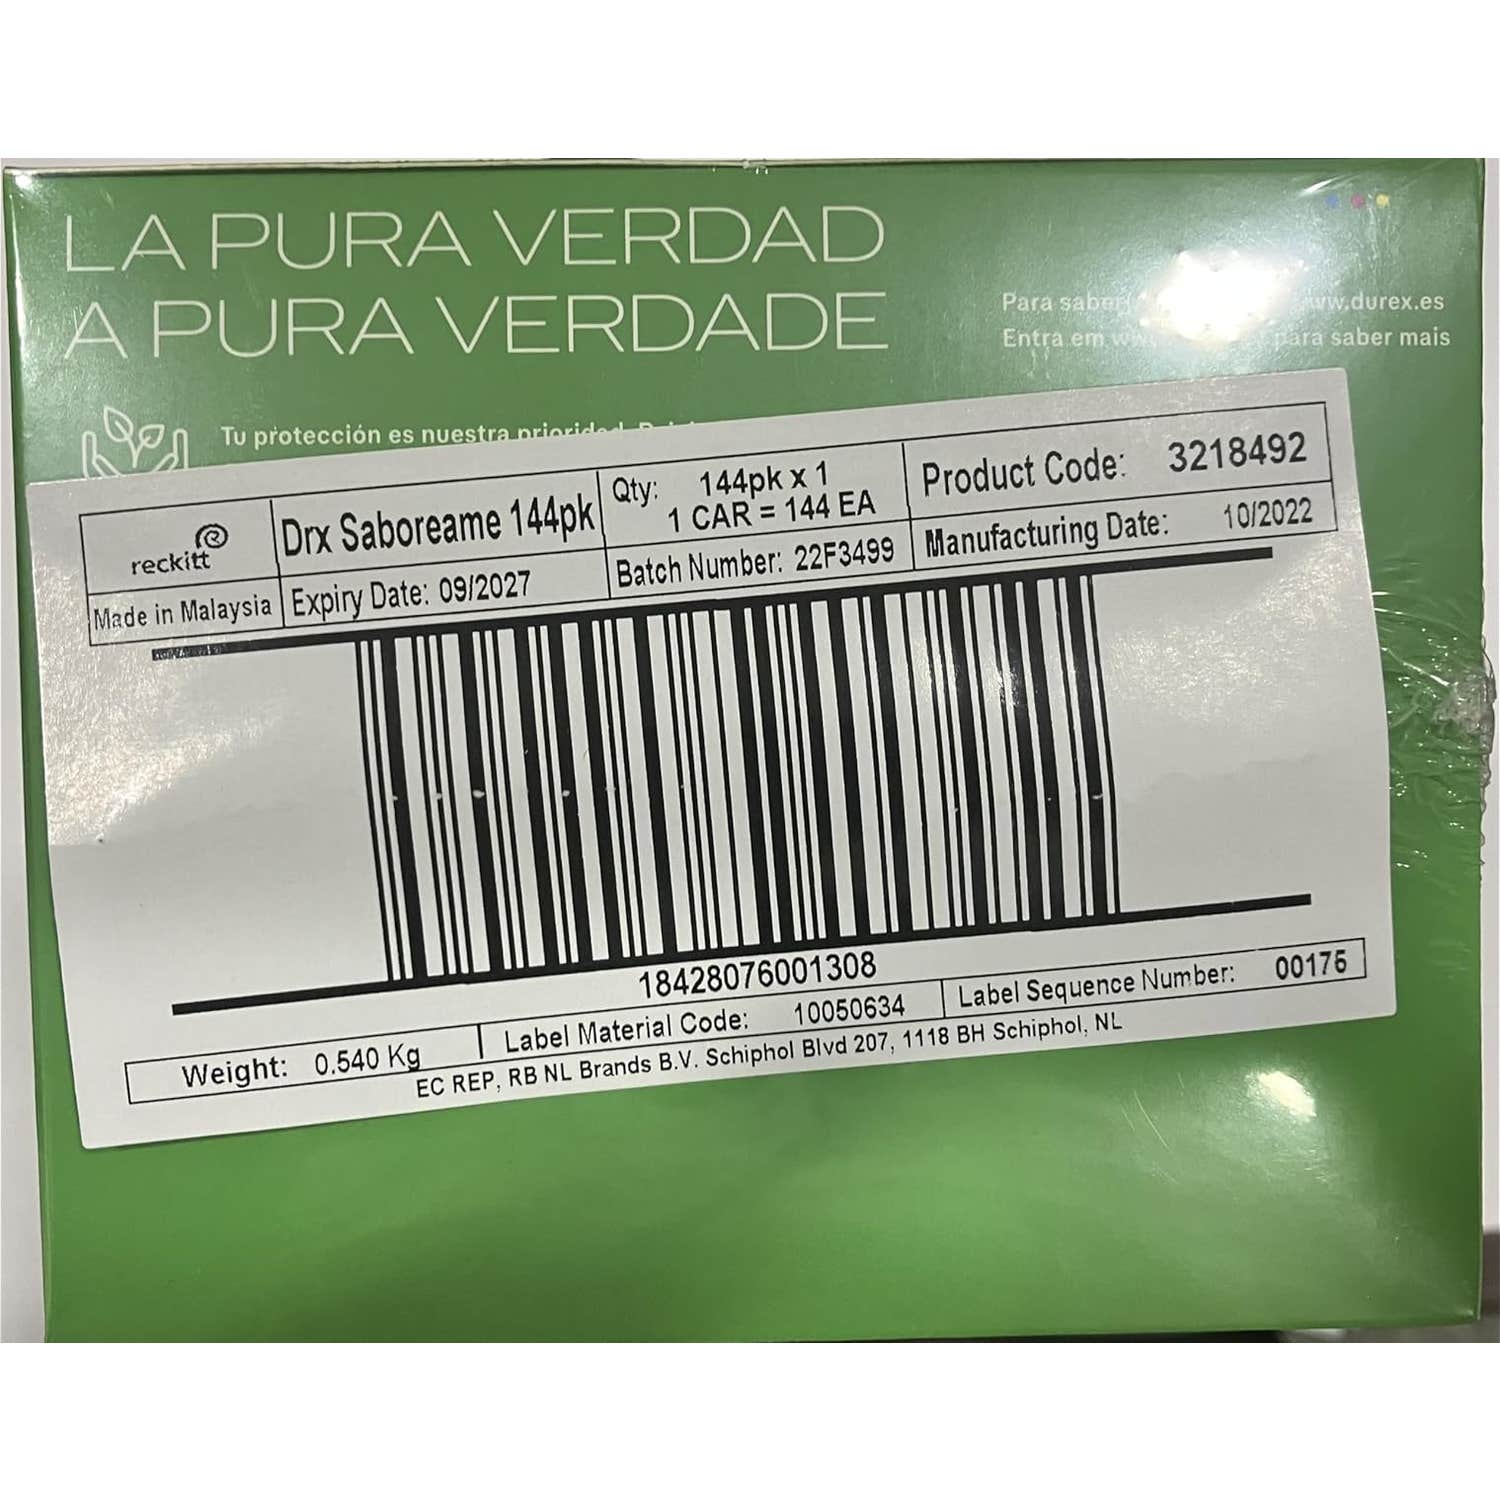 LA PURA VERDAD
A PURA VERDADE
Para saber www.durex.es
Entra em para saber mais
Tu protección es nuestra prioridad.
reckitt
Drx Saboreame 144pk
Qty: 144pk x 1
1 CAR = 144 EA
Product Code: 3218492
Made in Malaysia
Expiry Date: 09/2027
Batch Number: 22F3499
Manufacturing Date: 10/2022
18428076001308
Weight: 0.540 Kg
Label Material Code: 10050634
Label Sequence Number: 00175
EC REP, RB NL Brands B.V. Schiphol Blvd 207, 1118 BH Schiphol, NL